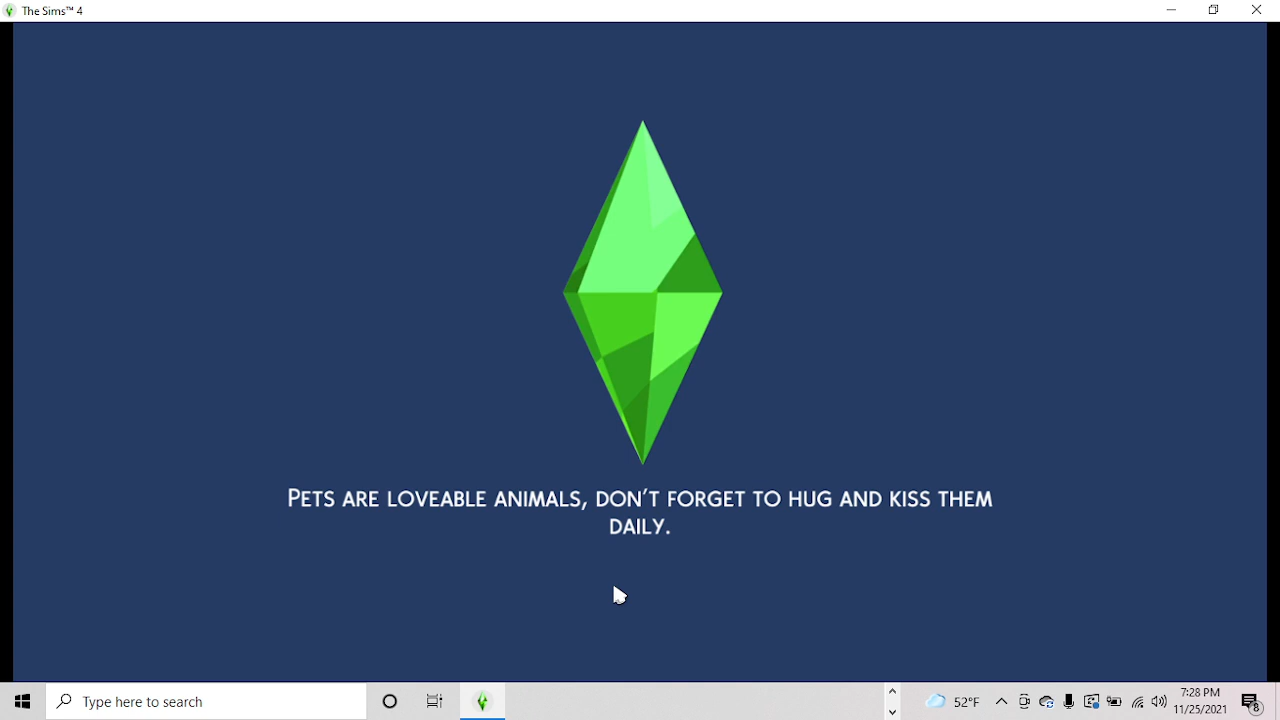 The Sims™ 4
PETS ARE LOVEABLE ANIMALS, DON'T FORGET TO HUG AND KISS THEM
DAILY.
Type here to search
52°F
7:28 PM
11/25/2021
8